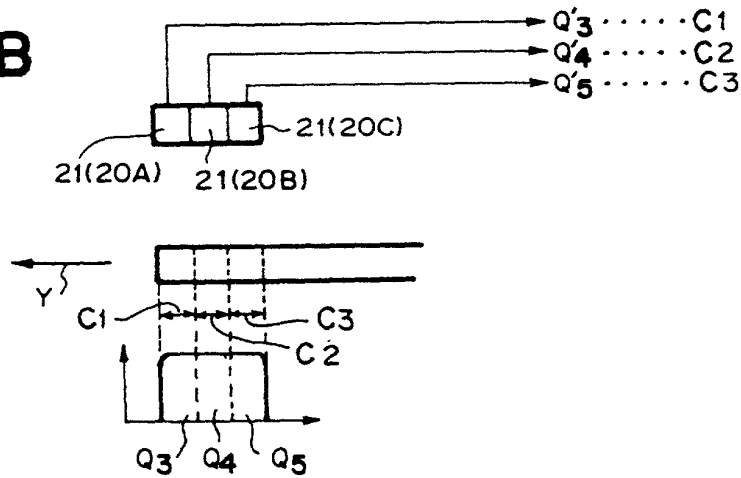 B
Q'3 ····· C1
Q'4 ····· C2
Q'5 ····· C3
21(20C)
21(20A)
21(20B)
Y
C1
C3
C2
Q3 Q4 Q5